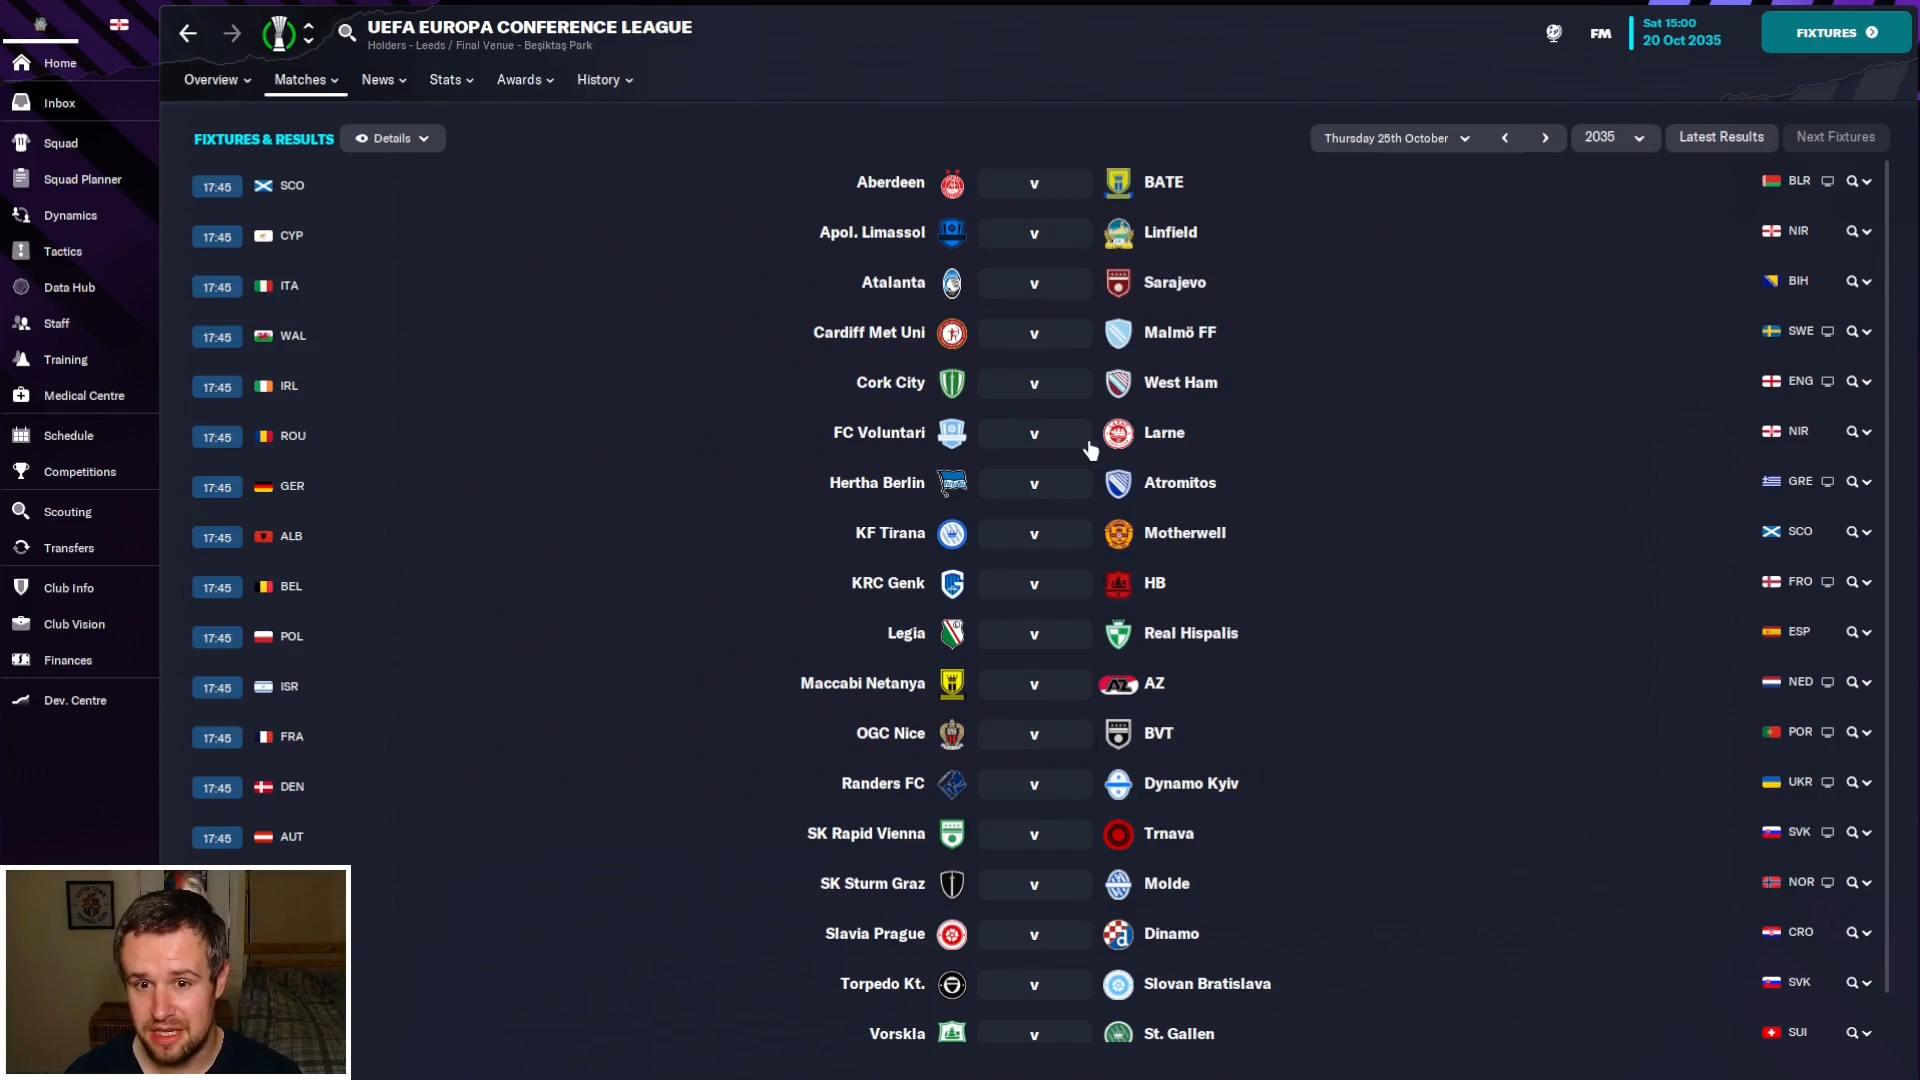 UEFA EUROPA CONFERENCE LEAGUE
Holders - Leeds / Final Venue - Beşiktaş Park
FM
Sat 15:00
20 Oct 2035
FIXTURES
Home
Inbox
Squad
Squad Planner
Dynamics
Tactics
Data Hub
Staff
Training
Medical Centre
Schedule
Competitions
Scouting
Transfers
Club Info
Club Vision
Finances
Dev. Centre
Overview Matches News Stats Awards History
FIXTURES & RESULTS Details Thursday 25th October 2035 Latest Results Next Fixtures
17:45 SCO Aberdeen v BATE BLR
17:45 CYP Apol. Limassol v Linfield NIR
17:45 ITA Atalanta v Sarajevo BIH
17:45 WAL Cardiff Met Uni v Malmö FF SWE
17:45 IRL Cork City v West Ham ENG
17:45 ROU FC Voluntari v Larne NIR
17:45 GER Hertha Berlin v Atromitos GRE
17:45 ALB KF Tirana v Motherwell SCO
17:45 BEL KRC Genk v HB FRO
17:45 POL Legia v Real Hispalis ESP
17:45 ISR Maccabi Netanya v AZ AZ NED
17:45 FRA OGC Nice v BVT POR
17:45 DEN Randers FC v Dynamo Kyiv UKR
17:45 AUT SK Rapid Vienna v Trnava SVK
SK Sturm Graz v Molde NOR
Slavia Prague v Dinamo CRO
Torpedo Kt. v Slovan Bratislava SVK
Vorskla v St. Gallen SUI